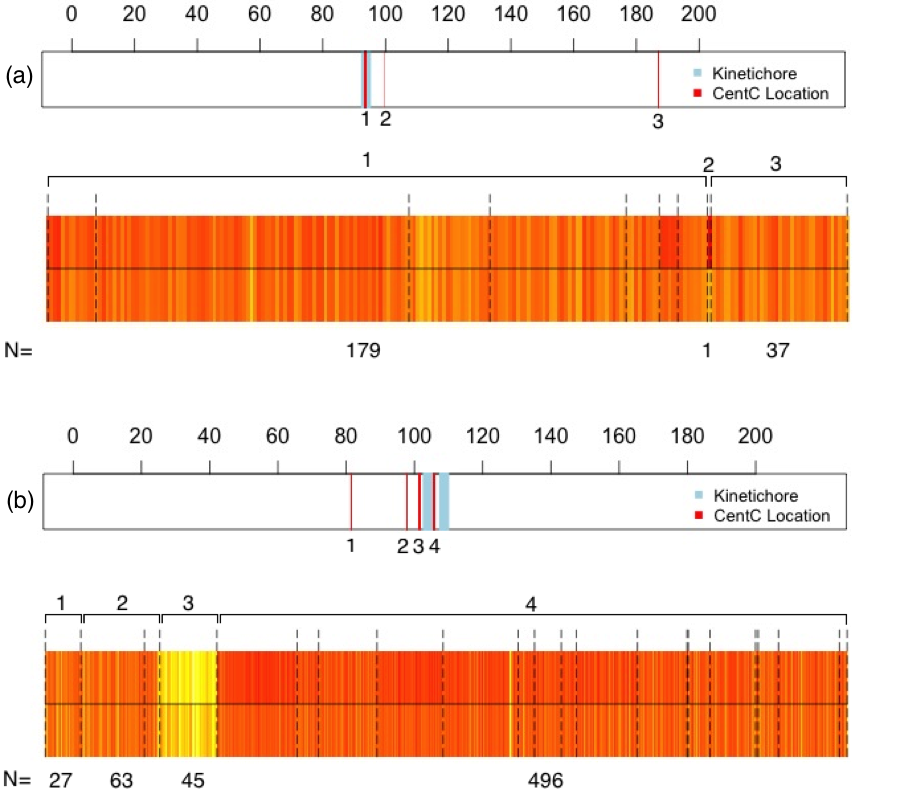 0 20 40 60 80 100 120 140 160 180 200
(a)
Kinetichore
CentC Location
1 2 3
1 2 3
N= 179 1 37
0 20 40 60 80 100 120 140 160 180 200
(b)
Kinetichore
CentC Location
1 2 3 4
1 2 3 4
N= 27 63 45 496